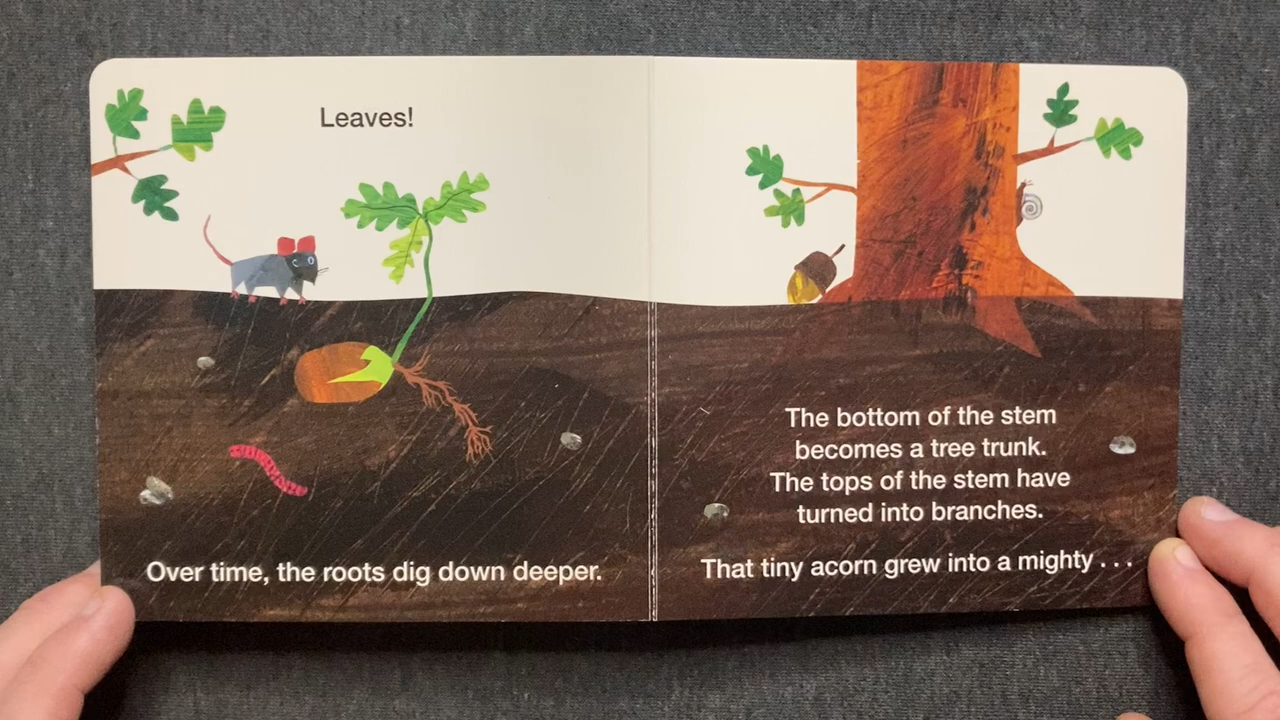 Leaves!
Over time, the roots dig down deeper.
The bottom of the stem
becomes a tree trunk.
The tops of the stem have
turned into branches.
That tiny acorn grew into a mighty . . .